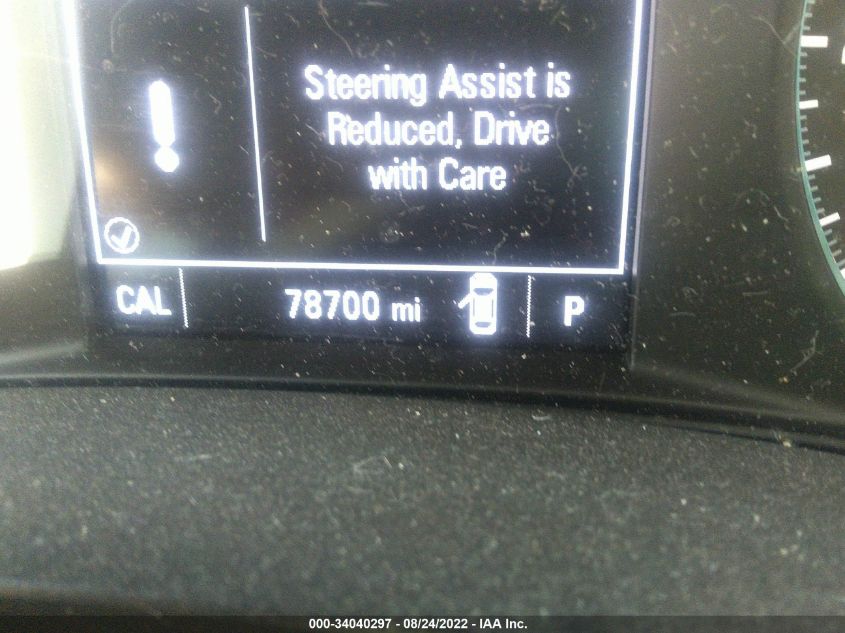 Steering Assist is
Reduced, Drive
with Care
CAL 78700 mi P
000-34040297 - 08/24/2022 - IAA Inc.